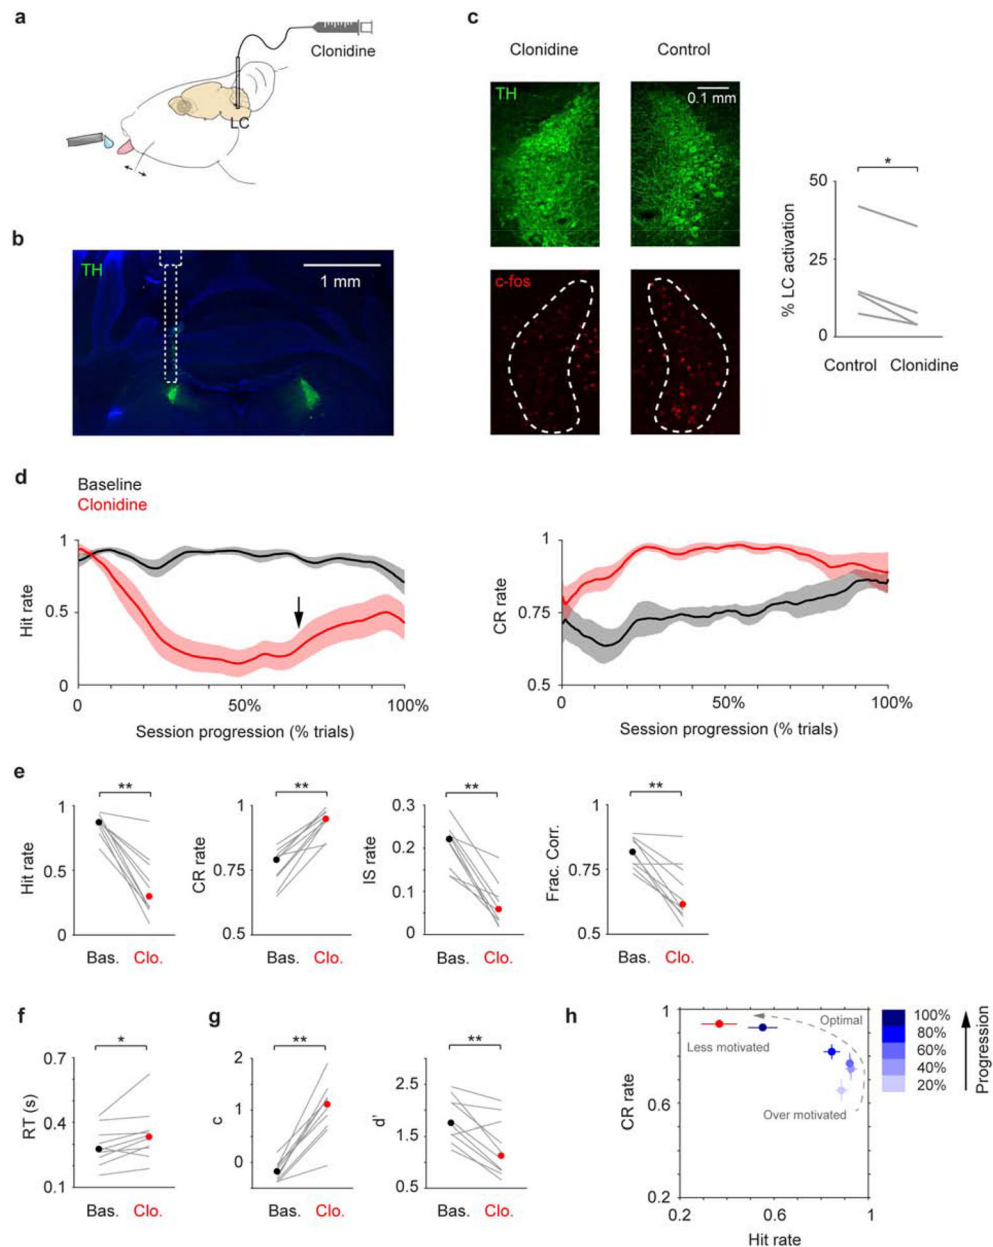 a
Clonidine
LC
b
TH
1 mm
c
Clonidine
Control
TH
0.1 mm
c-fos
*
50
25
0
% LC activation
Control
Clonidine
d
Baseline
Clonidine
1
0.5
0
Hit rate
0
50%
100%
Session progression (% trials)
1
0.75
0.5
CR rate
0
50%
100%
Session progression (% trials)
e
**
1
0.5
0
Hit rate
Bas.
Clo.
**
1
0.75
0.5
CR rate
Bas.
Clo.
**
0.3
0.2
0.1
0
IS rate
Bas.
Clo.
**
1
0.75
0.5
Frac. Corr.
Bas.
Clo.
f
*
0.7
0.4
0.1
RT (s)
Bas.
Clo.
g
**
2
1
0
c
Bas.
Clo.
**
2.5
1.5
0.5
d'
Bas.
Clo.
h
1
0.6
0.2
CR rate
Optimal
Less motivated
Over motivated
0.2
0.6
1
Hit rate
100%
80%
60%
40%
20%
Progression